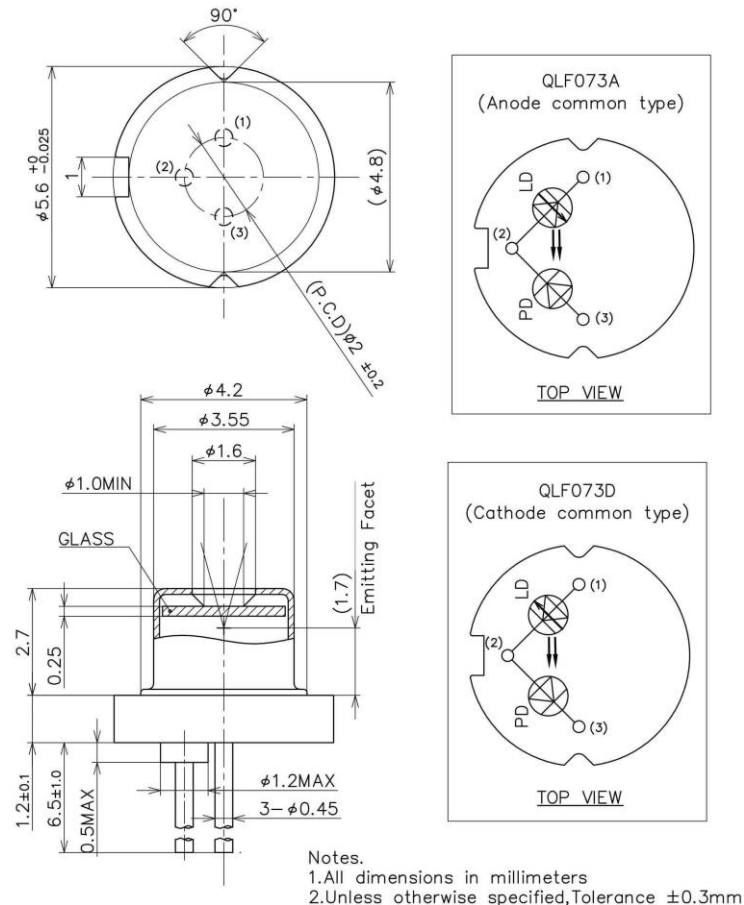 90°
φ5.6 +0 -0.025
1
(1)
(2)
(3)
(φ4.8)
(P.C.D)φ2 ±0.2
φ4.2
φ3.55
φ1.6
φ1.0MIN
GLASS
(1.7)
Emitting Facet
2.7
0.25
1.2±0.1
6.5±1.0
0.5MAX
φ1.2MAX
3-φ0.45
QLF073A
(Anode common type)
LD
(1)
(2)
PD
(3)
TOP VIEW
QLF073D
(Cathode common type)
LD
(1)
(2)
PD
(3)
TOP VIEW
Notes.
1.All dimensions in millimeters
2.Unless otherwise specified,Tolerance ±0.3mm